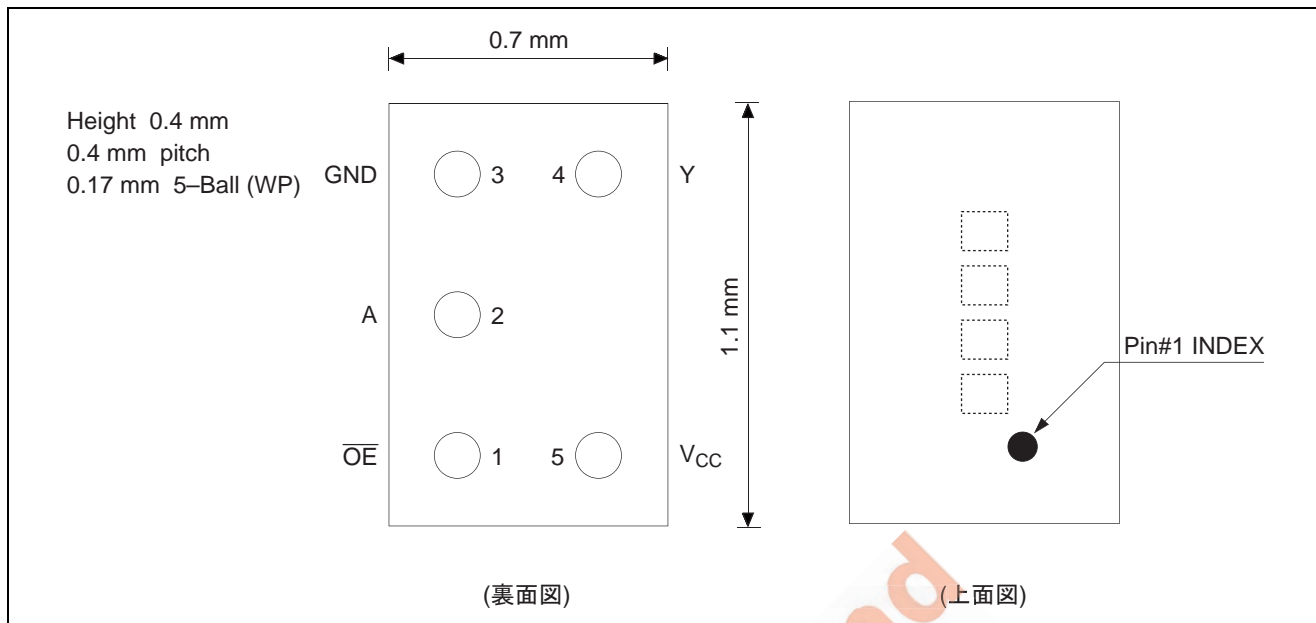 0.7 mm
Height 0.4 mm
0.4 mm pitch
0.17 mm 5–Ball (WP)
GND 3 4 Y
A 2
1.1 mm
Pin#1 INDEX
O̅E̅ 1 5 VCC
(裏面図)
(上面図)
nd